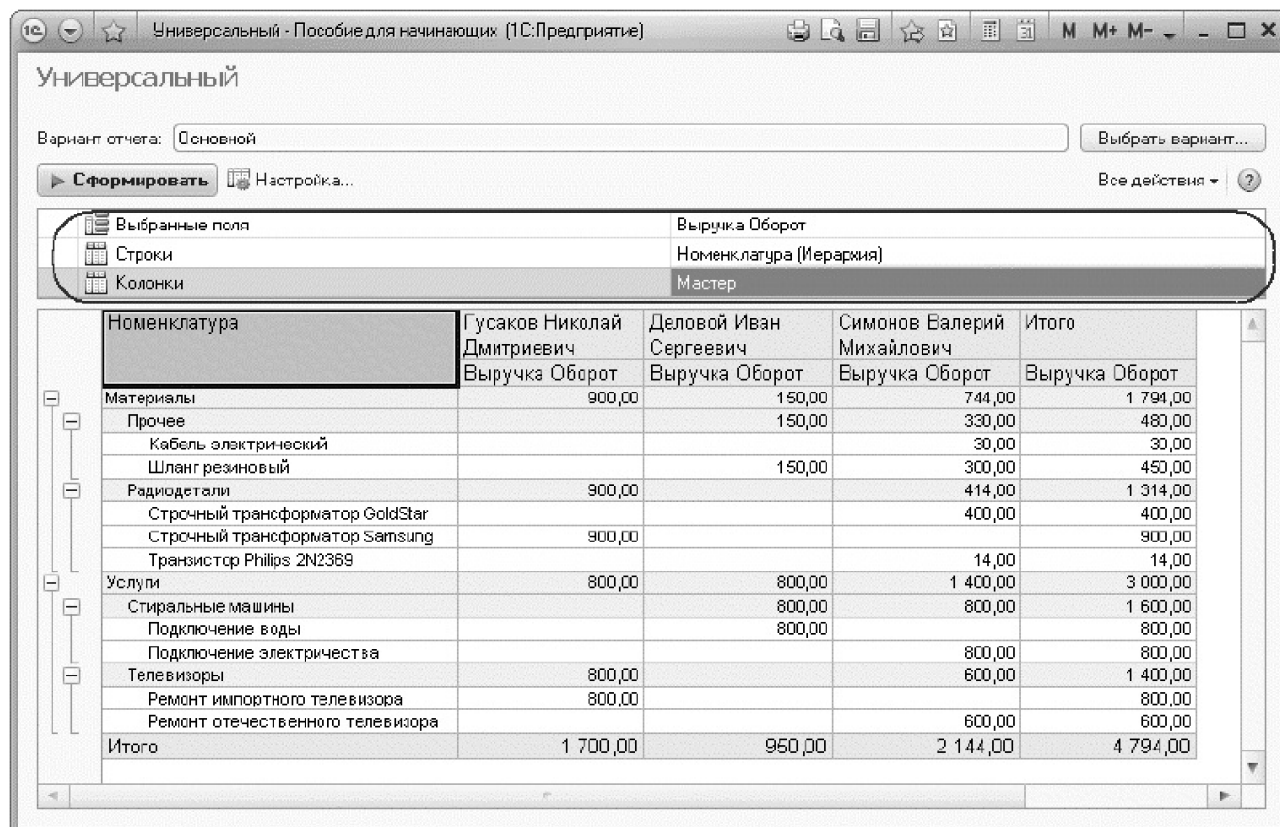 Универсальный - Пособие для начинающих (1С:Предприятие) M M+ M-
Универсальный
Вариант отчета: Основной Выбрать вариант...
Сформировать Настройка... Все действия
Выбранные поля Выручка Оборот
Строки Номенклатура (Иерархия)
Колонки Мастер
Номенклатура Гусаков Николай Дмитриевич Деловой Иван Сергеевич Симонов Валерий Михайлович Итого
Выручка Оборот Выручка Оборот Выручка Оборот Выручка Оборот
Материалы 900,00 150,00 744,00 1 794,00
Прочее 150,00 330,00 480,00
Кабель электрический 30,00 30,00
Шланг резиновый 150,00 300,00 450,00
Радиодетали 900,00 414,00 1 314,00
Строчный трансформатор GoldStar 400,00 400,00
Строчный трансформатор Samsung 900,00 900,00
Транзистор Philips 2N2369 14,00 14,00
Услуги 800,00 800,00 1 400,00 3 000,00
Стиральные машины 800,00 800,00 1 600,00
Подключение воды 800,00 800,00
Подключение электричества 800,00 800,00
Телевизоры 800,00 600,00 1 400,00
Ремонт импортного телевизора 800,00 800,00
Ремонт отечественного телевизора 600,00 600,00
Итого 1 700,00 950,00 2 144,00 4 794,00